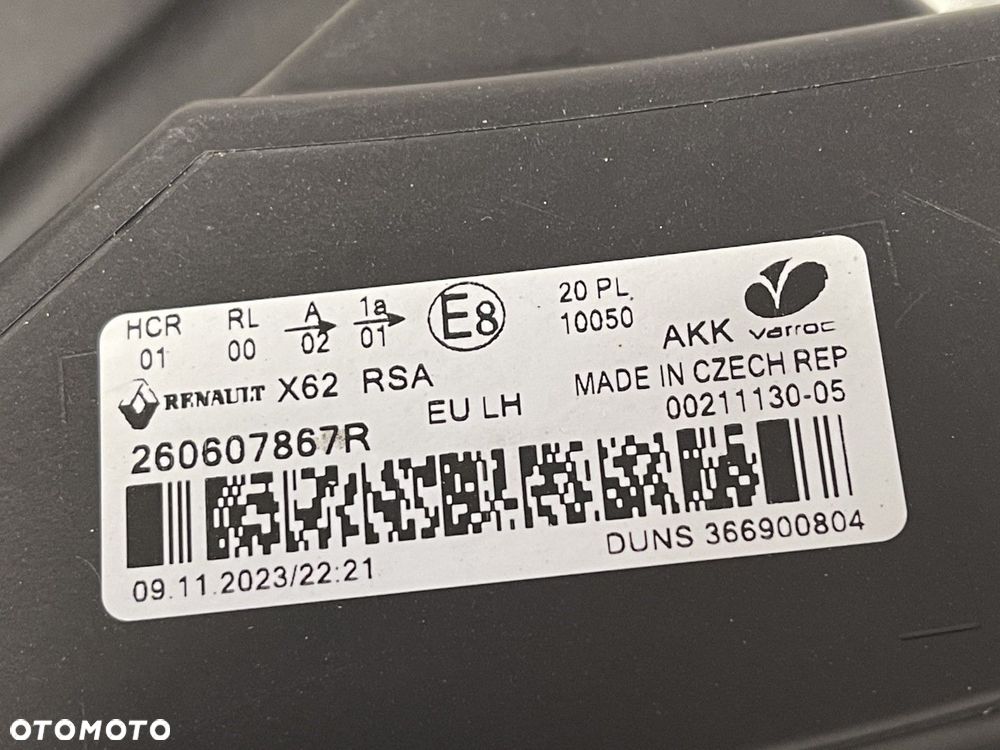 HCR RL A 1a E8 20 PL.
01 00 02 01 10050 AKK varroc
RENAULT X62 RSA MADE IN CZECH REP
EU LH 00211130-05
260607867R
DUNS 366900804
09.11.2023/22:21
OTOMOTO